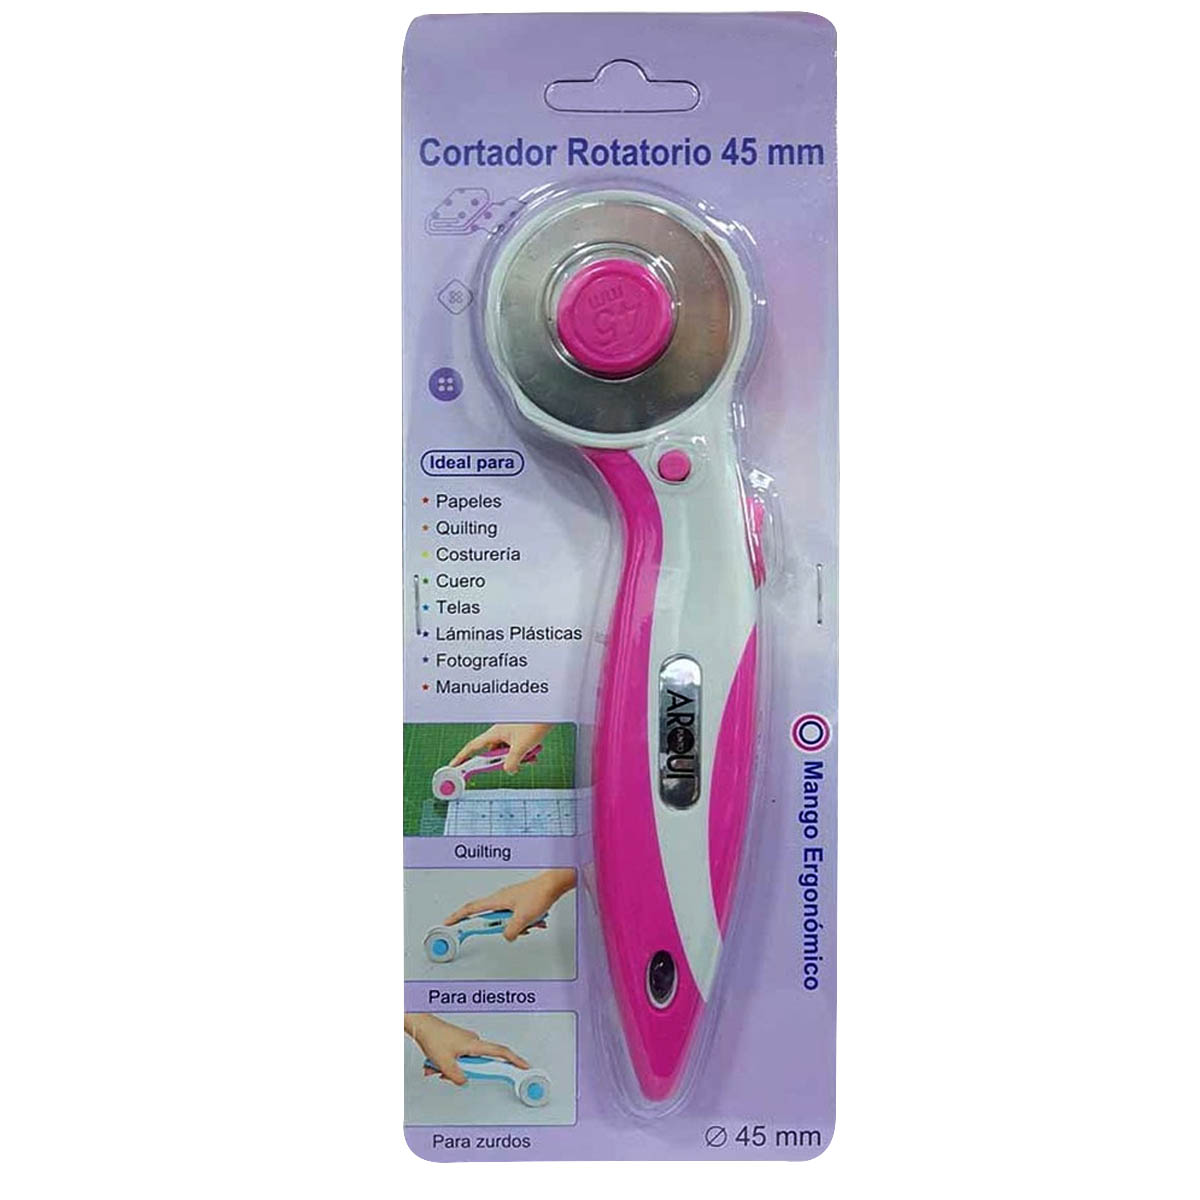 Cortador Rotatorio 45 mm
45
mm
Ideal para
Papeles
Quilting
Costurería
Cuero
Telas
Láminas Plásticas
Fotografías
Manualidades
ARQUI
PUNTO
Mango Ergonómico
Quilting
Para diestros
Para zurdos
Ø 45 mm